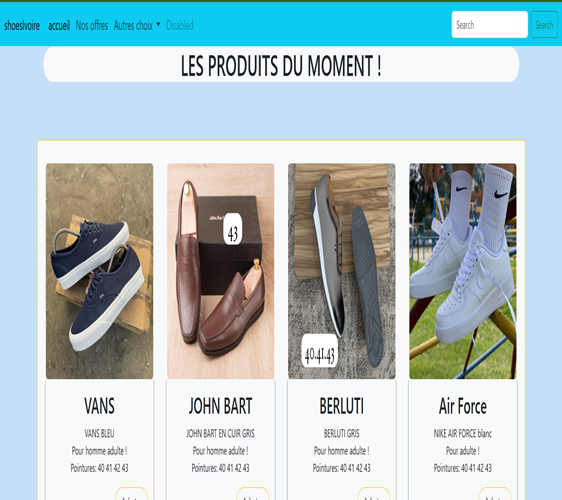 shoesIvoire accueil Nos offres Autres choix Disabled Search Search
LES PRODUITS DU MOMENT !
43
40.41.43
VANS JOHN BART BERLUTI Air Force
VANS BLEU JOHN BART EN CUIR GRIS BERLUTI GRIS NIKE AIR FORCE blanc
Pour homme adulte ! Pour homme adulte ! Pour homme adulte ! Pour homme adulte !
Pointures: 40 41 42 43 Pointures: 40 41 42 43 Pointures: 40 41 42 43 Pointures: 40 41 42 43